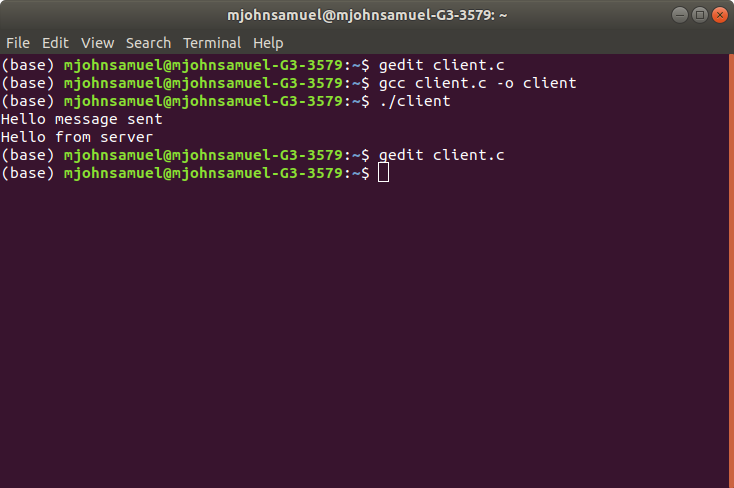 mjohnsamuel@mjohnsamuel-G3-3579: ~
File Edit View Search Terminal Help
(base) mjohnsamuel@mjohnsamuel-G3-3579:~$ gedit client.c
(base) mjohnsamuel@mjohnsamuel-G3-3579:~$ gcc client.c -o client
(base) mjohnsamuel@mjohnsamuel-G3-3579:~$ ./client
Hello message sent
Hello from server
(base) mjohnsamuel@mjohnsamuel-G3-3579:~$ gedit client.c
(base) mjohnsamuel@mjohnsamuel-G3-3579:~$